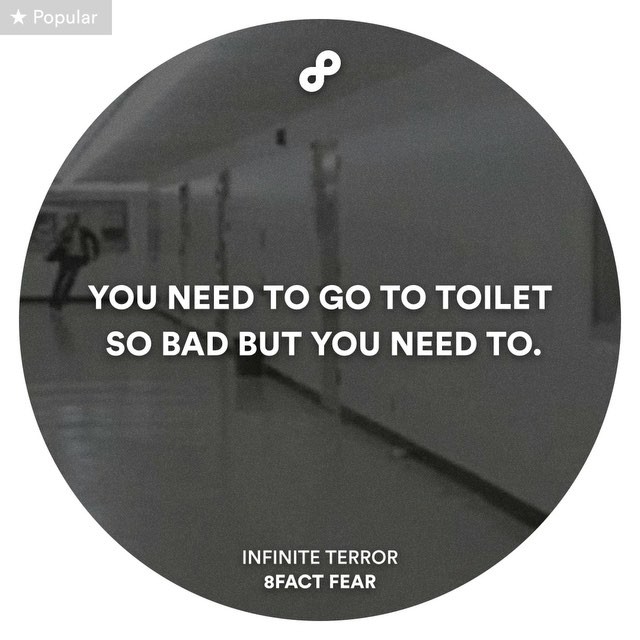 ★ Popular
YOU NEED TO GO TO TOILET
SO BAD BUT YOU NEED TO.
INFINITE TERROR
8FACT FEAR